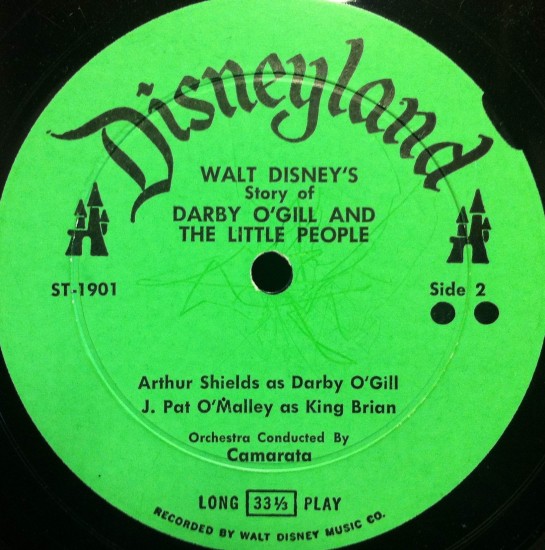 Disneyland
WALT DISNEY'S
Story of
DARBY O'GILL AND
THE LITTLE PEOPLE
ST-1901
Side 2
Arthur Shields as Darby O'Gill
J. Pat O'Malley as King Brian
Orchestra Conducted By
Camarata
LONG 33⅓ PLAY
RECORDED BY WALT DISNEY MUSIC CO.